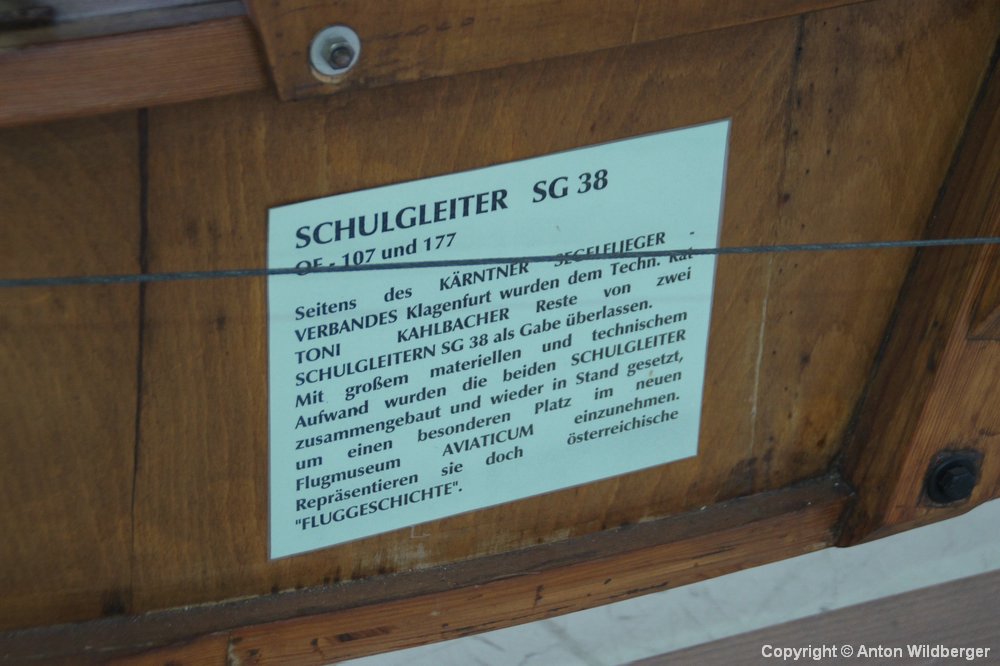 SCHULGLEITER SG 38
OE - 107 und 177
Seitens des KÄRNTNER SEGELFLIEGER -
VERBANDES Klagenfurt wurden dem Techn. Rat
TONI KAHLBACHER Reste von zwei
SCHULGLEITERN SG 38 als Gabe überlassen.
Mit großem materiellen und technischem
Aufwand wurden die beiden SCHULGLEITER
zusammengebaut und wieder in Stand gesetzt,
um einen besonderen Platz im neuen
Flugmuseum AVIATICUM einzunehmen.
Repräsentieren sie doch österreichische
"FLUGGESCHICHTE".
Copyright © Anton Wildberger